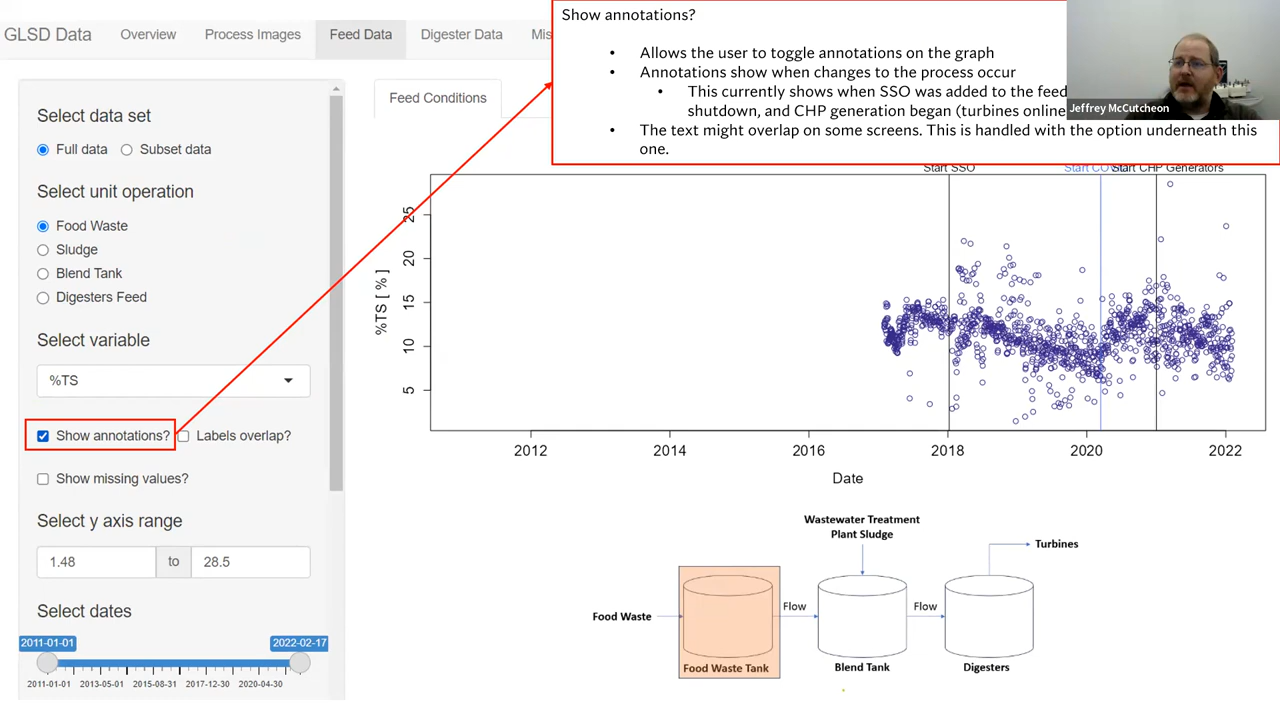 GLSD Data Overview Process Images Feed Data Digester Data Mis
Show annotations?
• Allows the user to toggle annotations on the graph
• Annotations show when changes to the process occur
• This currently shows when SSO was added to the feed
shutdown, and CHP generation began (turbines online
• The text might overlap on some screens. This is handled with the option underneath this
one.
Jeffrey McCutcheon
Select data set
Full data Subset data
Select unit operation
Food Waste
Sludge
Blend Tank
Digesters Feed
Select variable
%TS
Show annotations? Labels overlap?
Show missing values?
Select y axis range
1.48 to 28.5
Select dates
2011-01-01 2022-02-17
2011-01-01 2013-05-01 2015-08-31 2017-12-30 2020-04-30
Feed Conditions
Start SSO Start CO Start CHP Generators
%TS [ % ]
25
20
15
10
5
2012 2014 2016 2018 2020 2022
Date
Wastewater Treatment
Plant Sludge
Turbines
Food Waste Flow Flow
Food Waste Tank Blend Tank Digesters